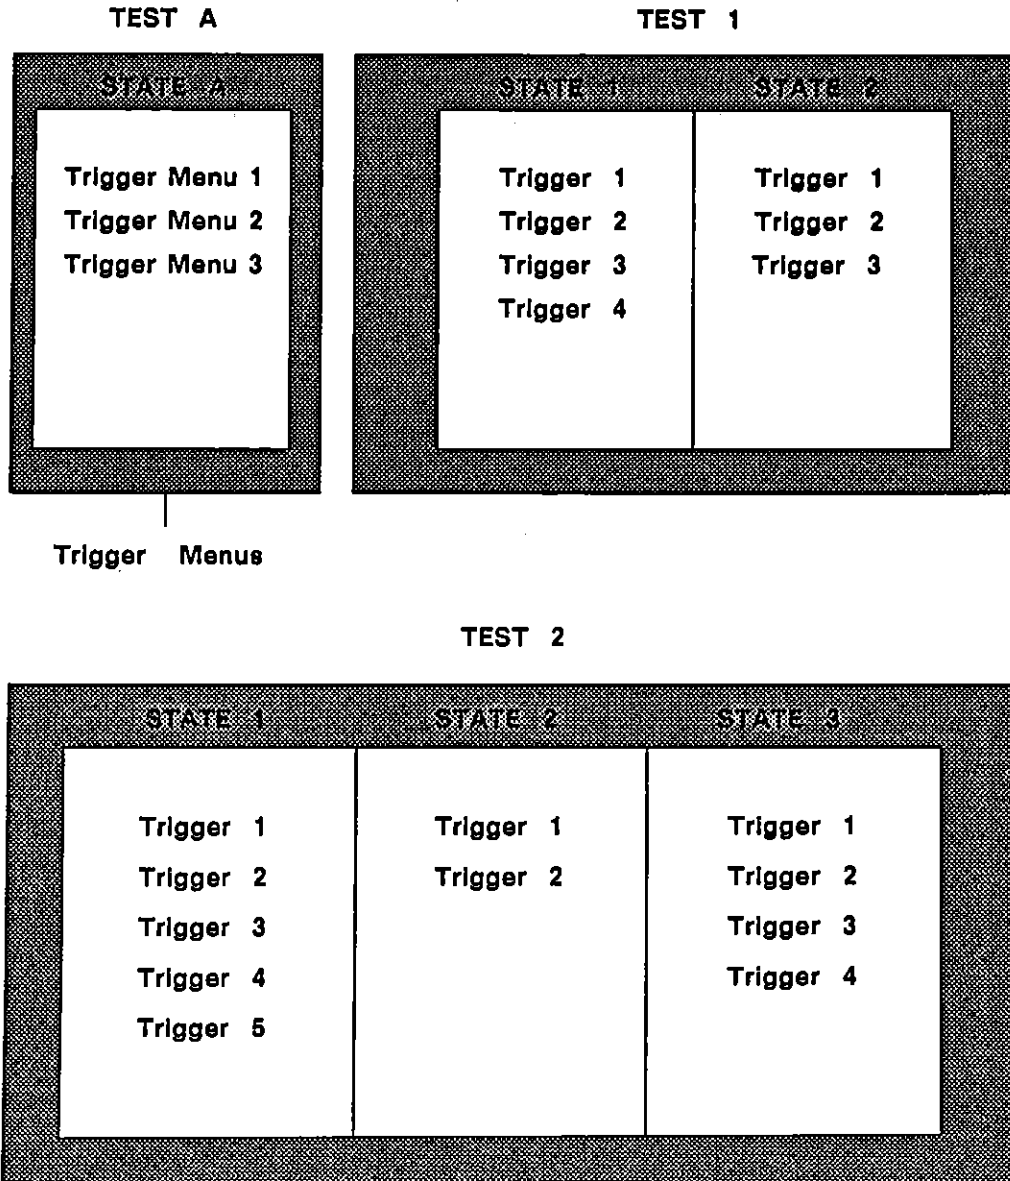 TEST A
STATE A
Trigger Menu 1
Trigger Menu 2
Trigger Menu 3
Trigger Menus
TEST 1
STATE 1 STATE 2
Trigger 1 Trigger 1
Trigger 2 Trigger 2
Trigger 3 Trigger 3
Trigger 4
TEST 2
STATE 1 STATE 2 STATE 3
Trigger 1 Trigger 1 Trigger 1
Trigger 2 Trigger 2 Trigger 2
Trigger 3 Trigger 3
Trigger 4 Trigger 4
Trigger 5